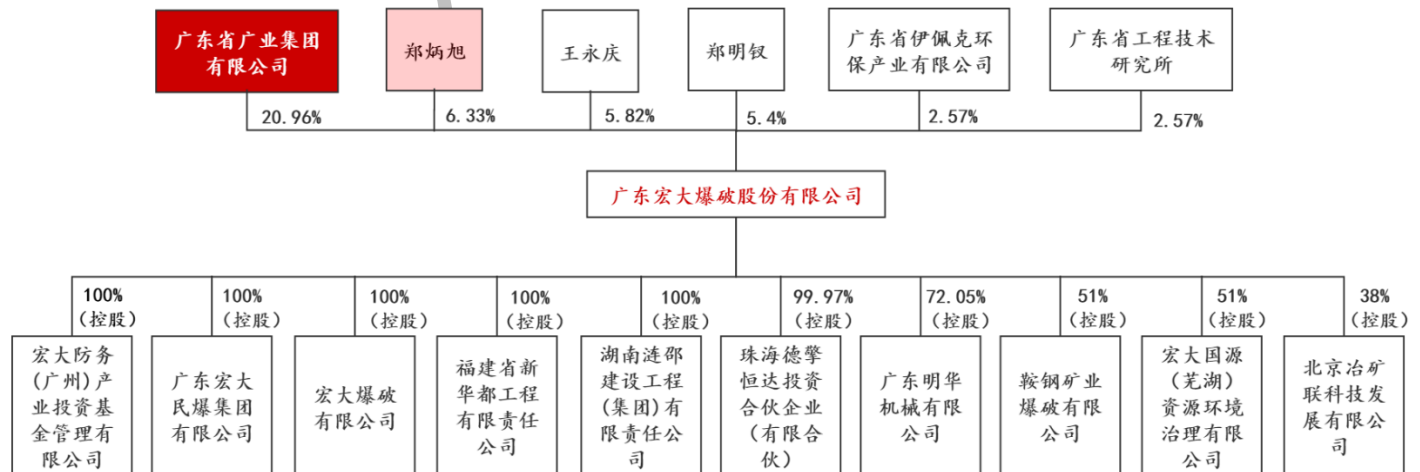 广东省广业集团
有限公司
郑炳旭
王永庆
郑明钗
广东省伊佩克环
保产业有限公司
广东省工程技术
研究所
20.96%
6.33%
5.82%
5.4%
2.57%
2.57%
广东宏大爆破股份有限公司
100%
(控股)
100%
(控股)
100%
(控股)
100%
(控股)
100%
(控股)
99.97%
(控股)
72.05%
(控股)
51%
(控股)
51%
(控股)
38%
(控股)
宏大防务
(广州)产
业投资基
金管理有
限公司
广东宏大
民爆集团
有限公司
宏大爆破
有限公司
福建省新
华都工程
有限责任
公司
湖南涟邵
建设工程
(集团)有
限责任公
司
珠海德擎
恒达投资
合伙企业
(有限合
伙)
广东明华
机械有限
公司
鞍钢矿业
爆破有限
公司
宏大国源
(芜湖)
资源环境
治理有限
公司
北京冶矿
联科技发
展有限公
司